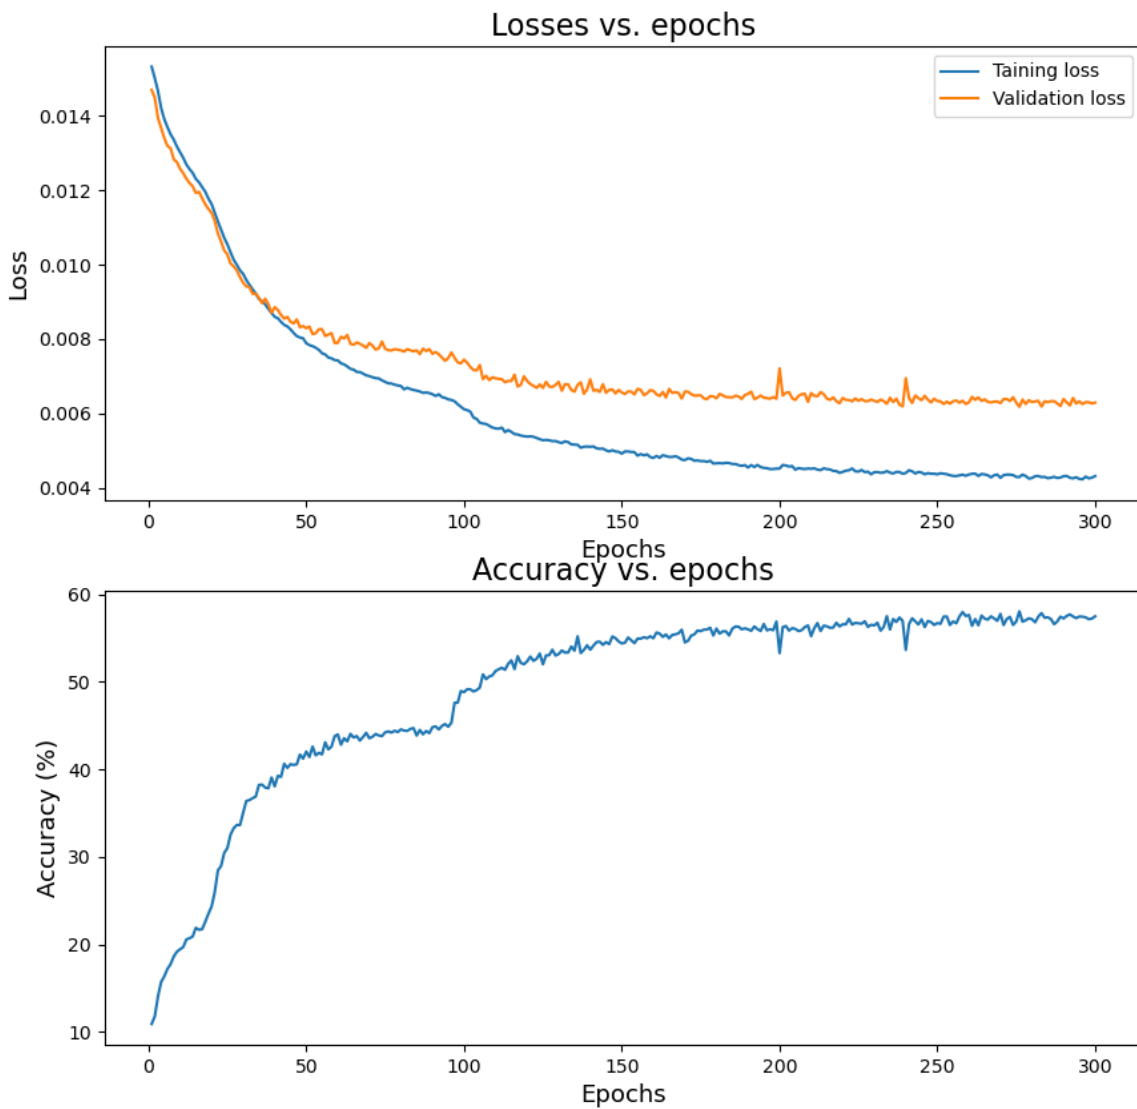 Losses vs. epochs
Taining loss
Validation loss
0.014
0.012
0.010
0.008
0.006
0.004
Loss
0 50 100 150 200 250 300
Epochs
Accuracy vs. epochs
60
50
40
30
20
10
Accuracy (%)
0 50 100 150 200 250 300
Epochs